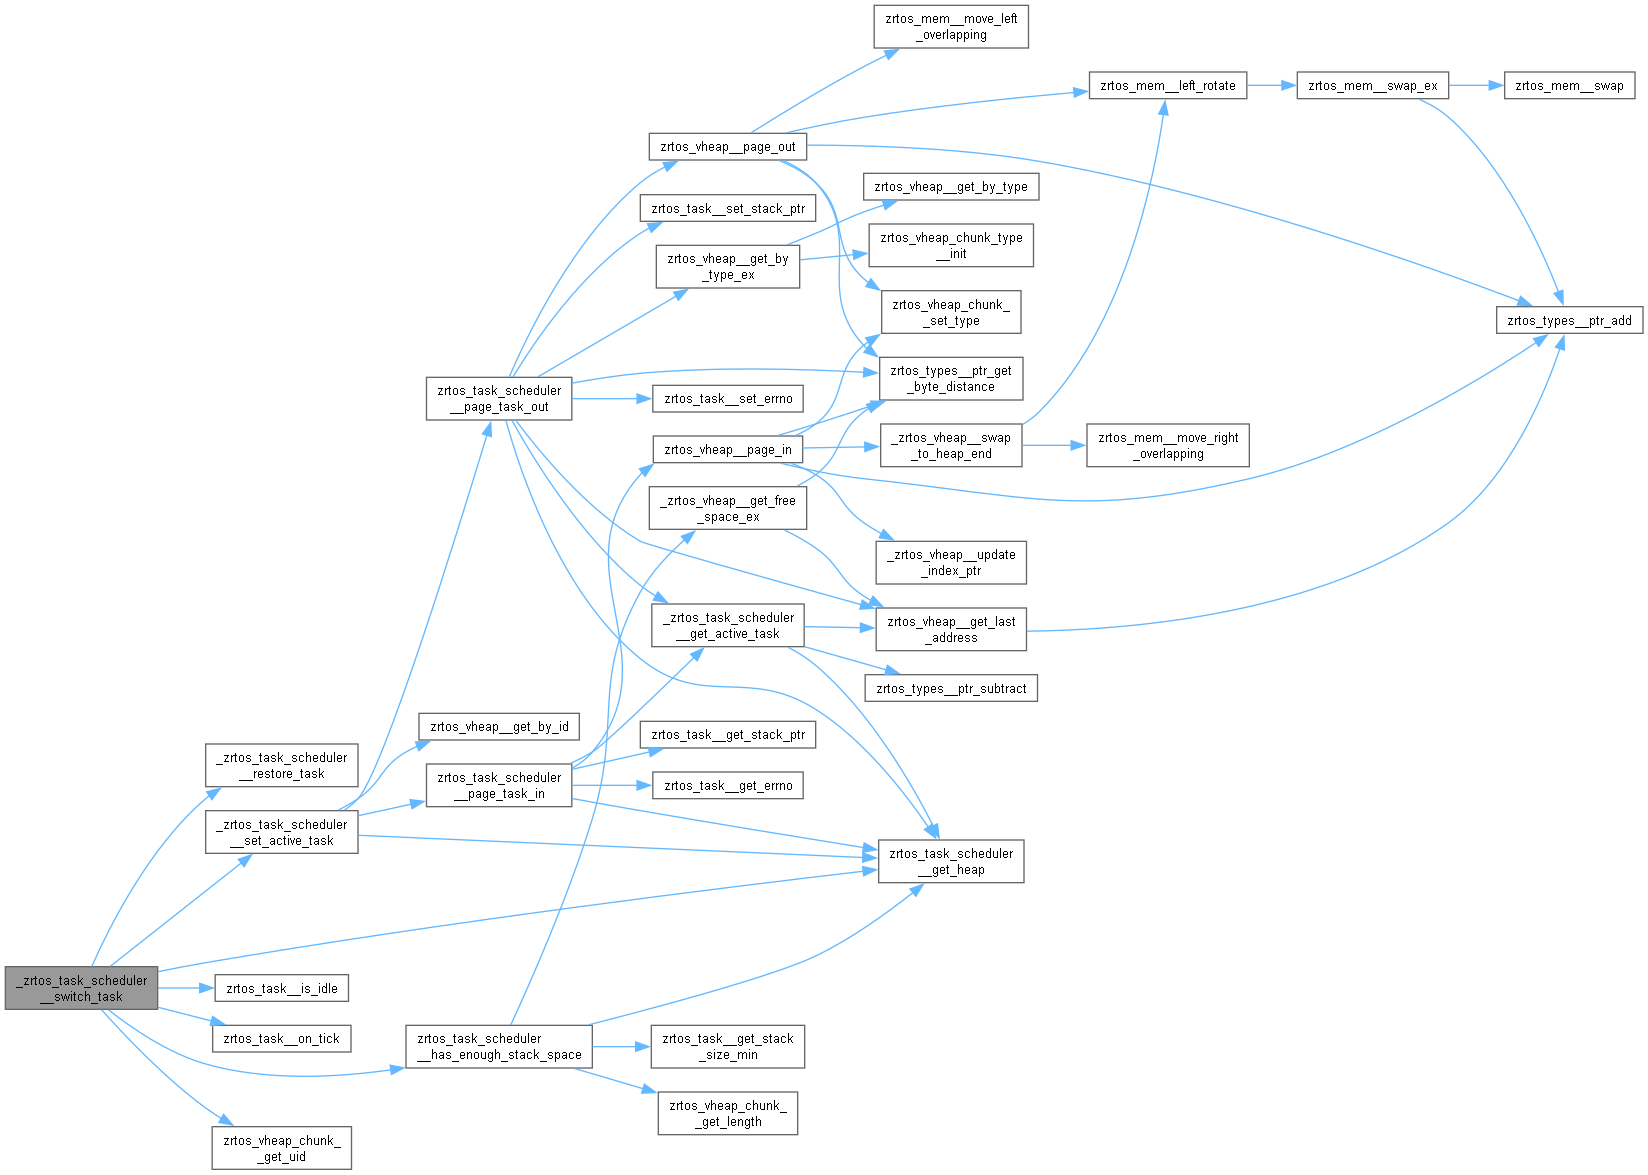 zrtos_mem__move_left
_overlapping
zrtos_mem__left_rotate
zrtos_mem__swap_ex
zrtos_mem__swap
zrtos_vheap__page_out
zrtos_vheap__get_by_type
zrtos_task__set_stack_ptr
zrtos_vheap_chunk_type
__init
zrtos_vheap__get_by
_type_ex
zrtos_vheap_chunk_
_set_type
zrtos_types__ptr_add
zrtos_types__ptr_get
_byte_distance
zrtos_task_scheduler
__page_task_out
zrtos_task__set_errno
zrtos_vheap__page_in
_zrtos_vheap__swap
_to_heap_end
zrtos_mem__move_right
_overlapping
_zrtos_vheap__get_free
_space_ex
_zrtos_vheap__update
_index_ptr
_zrtos_task_scheduler
__get_active_task
zrtos_vheap__get_last
_address
zrtos_types__ptr_subtract
zrtos_vheap__get_by_id
zrtos_task__get_stack_ptr
_zrtos_task_scheduler
__restore_task
zrtos_task_scheduler
__page_task_in
zrtos_task__get_errno
_zrtos_task_scheduler
__set_active_task
zrtos_task_scheduler
__get_heap
_zrtos_task_scheduler
__switch_task
zrtos_task__is_idle
zrtos_task__on_tick
zrtos_task_scheduler
__has_enough_stack_space
zrtos_task__get_stack
_size_min
zrtos_vheap_chunk_
_get_length
zrtos_vheap_chunk_
_get_uid